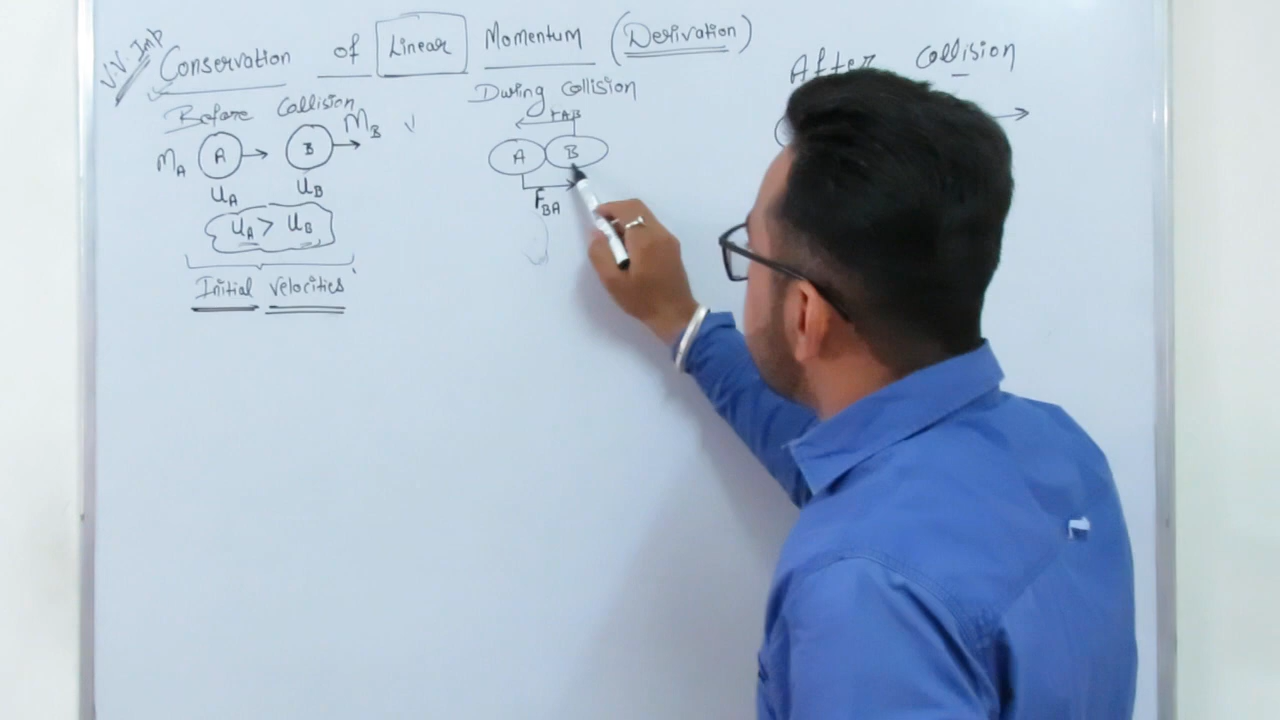 V.V. Imp
Conservation of Linear Momentum (Derivation)
Before Collision
During Collision
After Collision
M_A A B M_B
U_A U_B
U_A > U_B
Initial velocities
F_AB
A B
F_BA